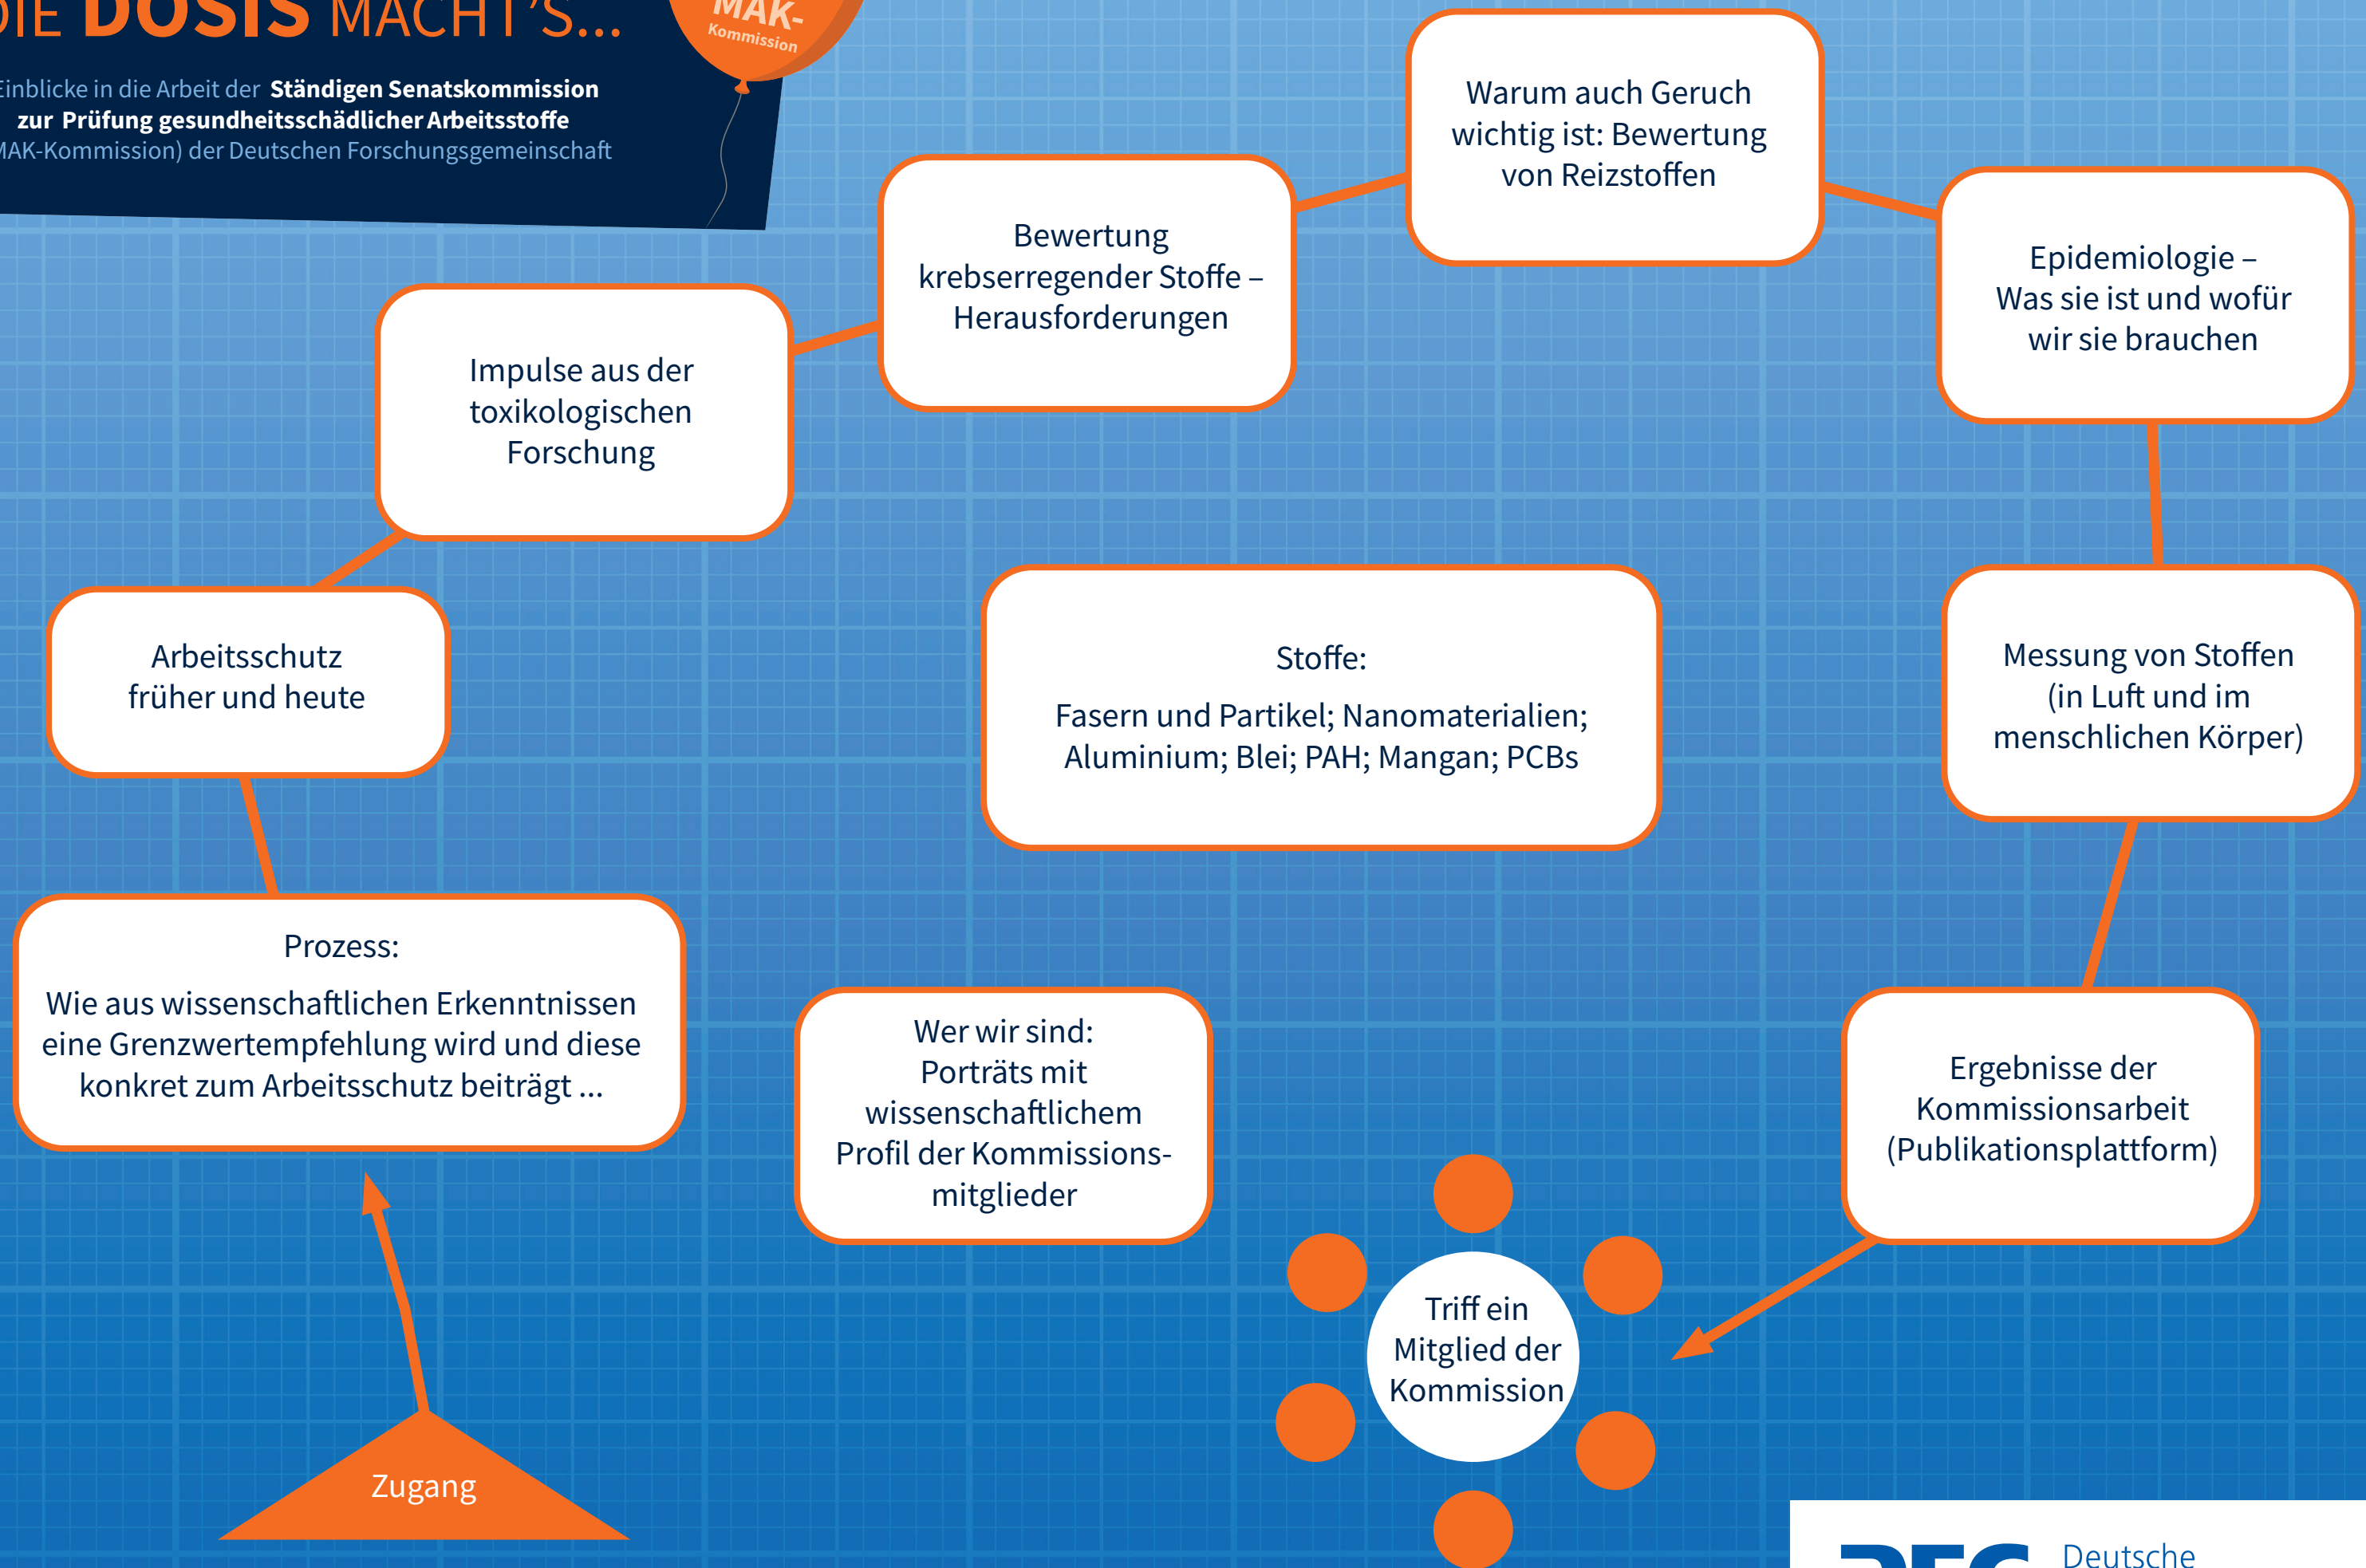 DIE DOSIS MACHT'S...
MAK-
Kommission
Einblicke in die Arbeit der Ständigen Senatskommission
zur Prüfung gesundheitsschädlicher Arbeitsstoffe
MAK-Kommission) der Deutschen Forschungsgemeinschaft
Warum auch Geruch
wichtig ist: Bewertung
von Reizstoffen
Bewertung
krebserregender Stoffe –
Herausforderungen
Epidemiologie –
Was sie ist und wofür
wir sie brauchen
Impulse aus der
toxikologischen
Forschung
Arbeitsschutz
früher und heute
Stoffe:
Fasern und Partikel; Nanomaterialien;
Aluminium; Blei; PAH; Mangan; PCBs
Messung von Stoffen
(in Luft und im
menschlichen Körper)
Prozess:
Wie aus wissenschaftlichen Erkenntnissen
eine Grenzwertempfehlung wird und diese
konkret zum Arbeitsschutz beiträgt ...
Wer wir sind:
Porträts mit
wissenschaftlichem
Profil der Kommissions-
mitglieder
Ergebnisse der
Kommissionsarbeit
(Publikationsplattform)
Triff ein
Mitglied der
Kommission
Zugang
DFG Deutsche